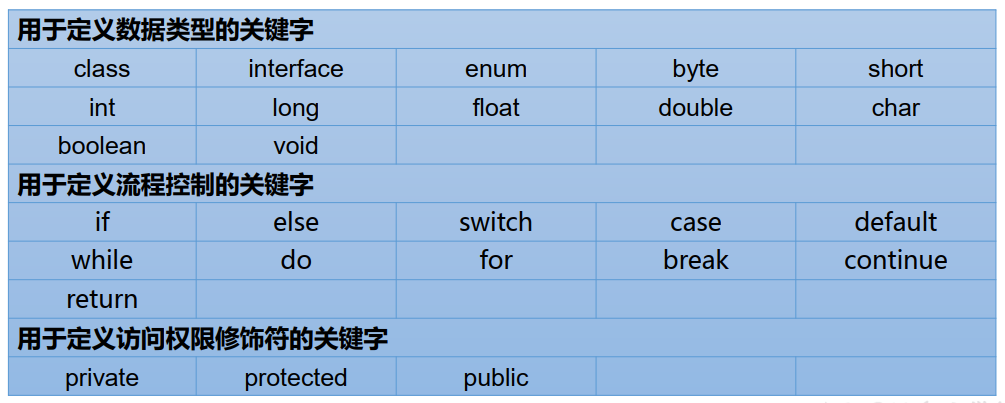 用于定义数据类型的关键字
class interface enum byte short
int long float double char
boolean void
用于定义流程控制的关键字
if else switch case default
while do for break continue
return
用于定义访问权限修饰符的关键字
private protected public